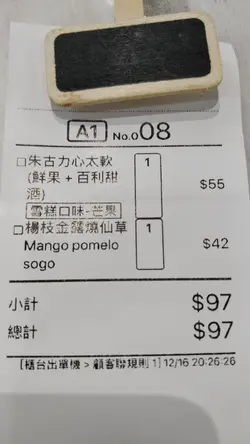 A1 No.008
□朱古力心太軟 1 $55
(鮮果 + 百利甜
酒)
雪糕口味-芒果
□楊枝金露燒仙草 1 $42
Mango pomelo
sogo
小計 $97
總計 $97
[櫃台出單機 > 顧客聯規則 1] 12/16 20:26:26